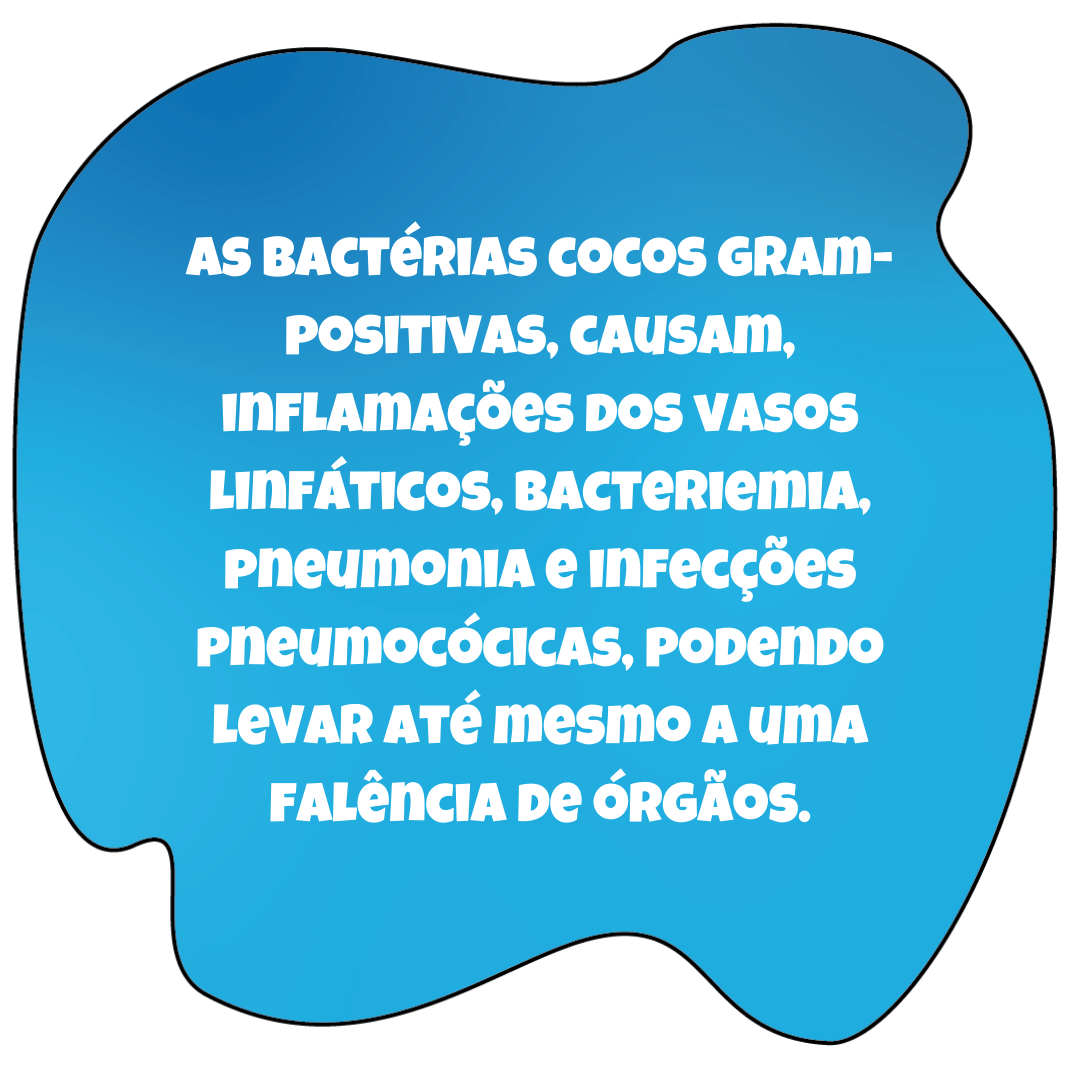 As bactérias cocos gram-
positivas, causam,
inflamações dos vasos
linfáticos, bacteriemia,
pneumonia e infecções
pneumocócicas, podendo
levar até mesmo a uma
falência de órgãos.